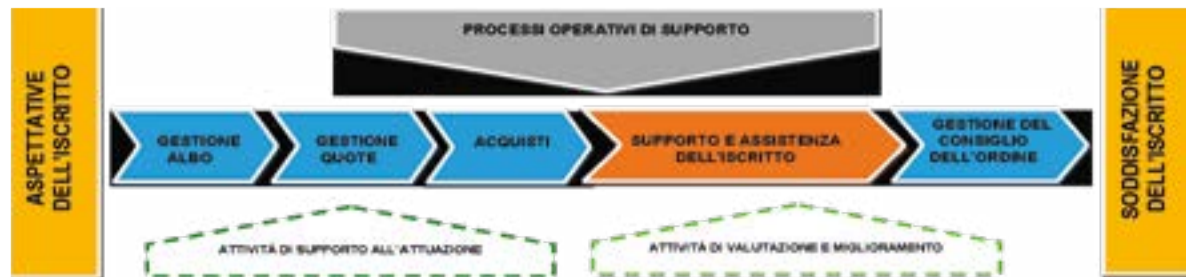 ASPETTATIVE
DELL'ISCRITTO
PROCESSI OPERATIVI DI SUPPORTO
GESTIONE
ALBO
GESTIONE
QUOTE
ACQUISTI
SUPPORTO E ASSISTENZA
DELL'ISCRITTO
GESTIONE DEL
CONSIGLIO
DELL'ORDINE
ATTIVITÀ DI SUPPORTO ALL'ATTUAZIONE
ATTIVITÀ DI VALUTAZIONE E MIGLIORAMENTO
SODDISFAZIONE
DELL'ISCRITTO